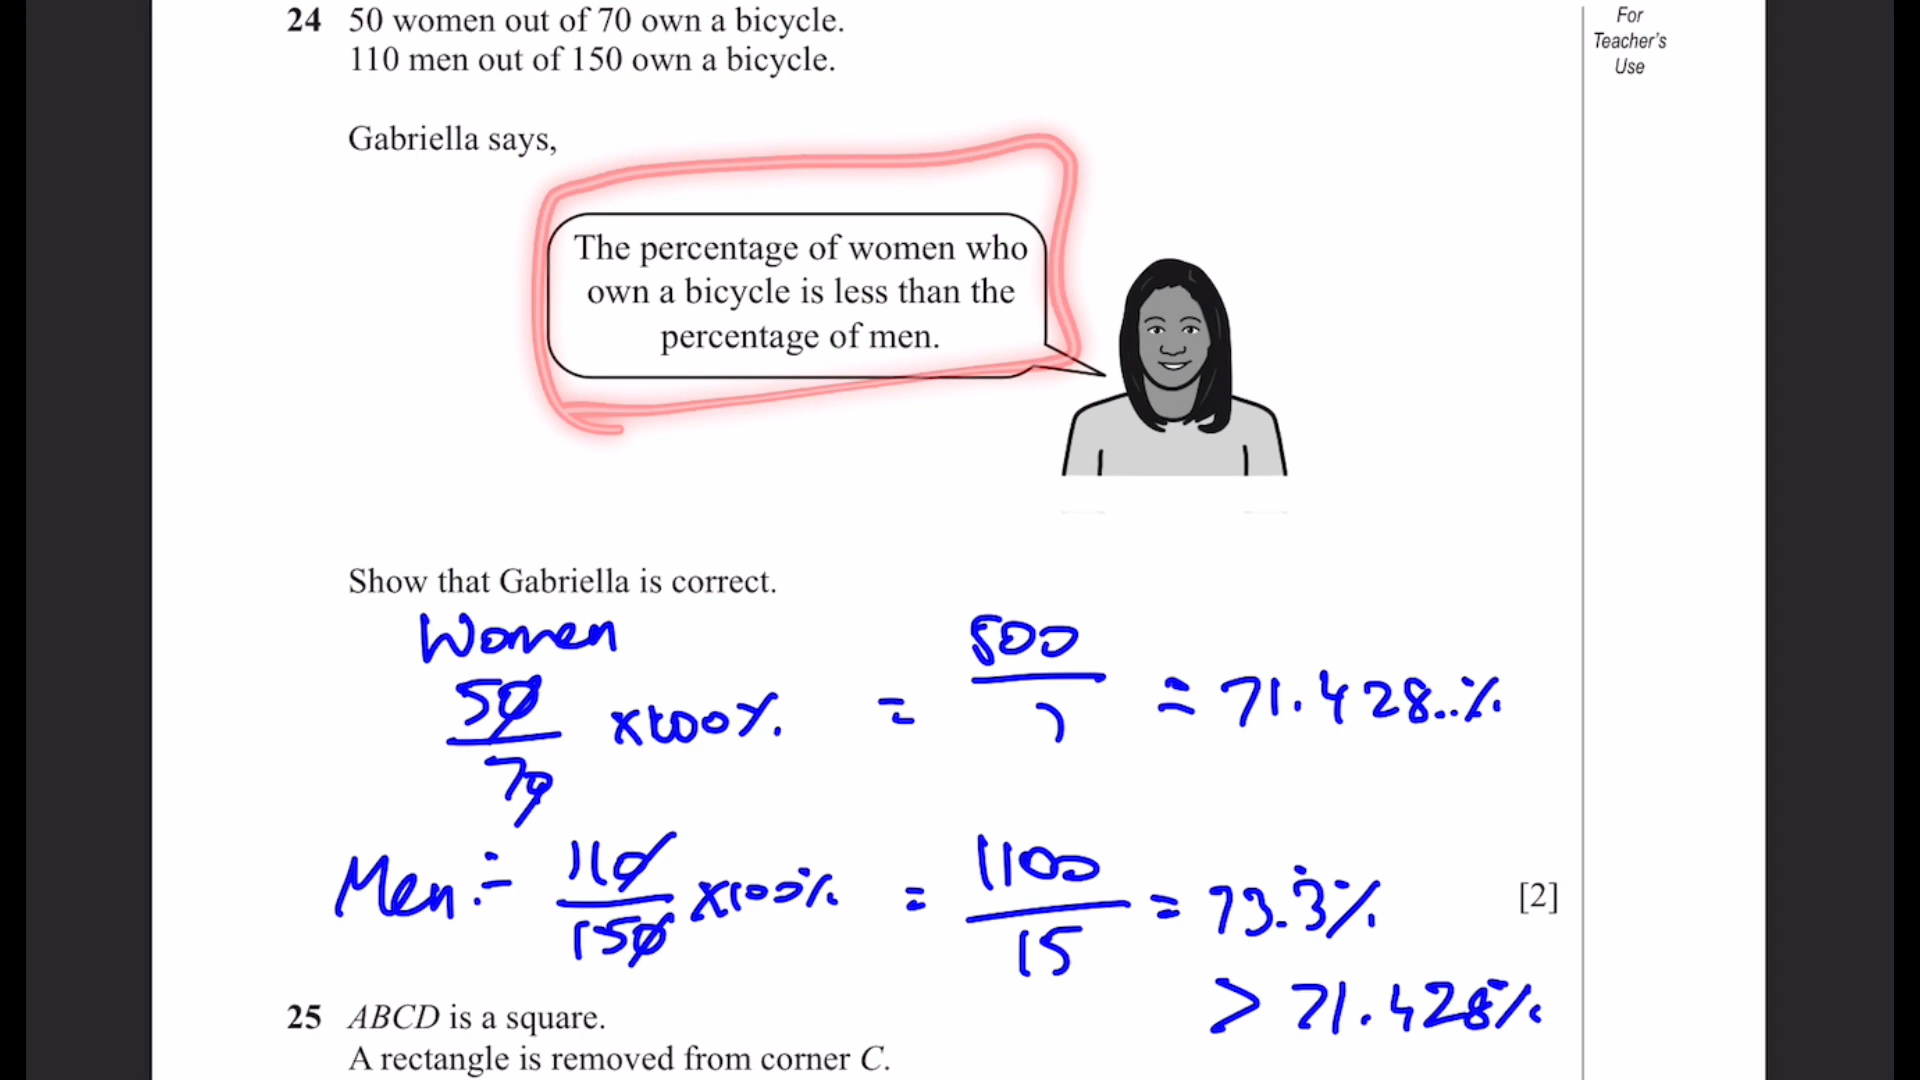 24 50 women out of 70 own a bicycle.
110 men out of 150 own a bicycle.
For
Teacher's
Use
Gabriella says,
The percentage of women who
own a bicycle is less than the
percentage of men.
Show that Gabriella is correct.
Women
50/70 x100% = 500/7 = 71.428..%
Men := 110/150 x100% = 1100/15 = 73.3̇%
[2]
> 71.428%
25 ABCD is a square.
A rectangle is removed from corner C.